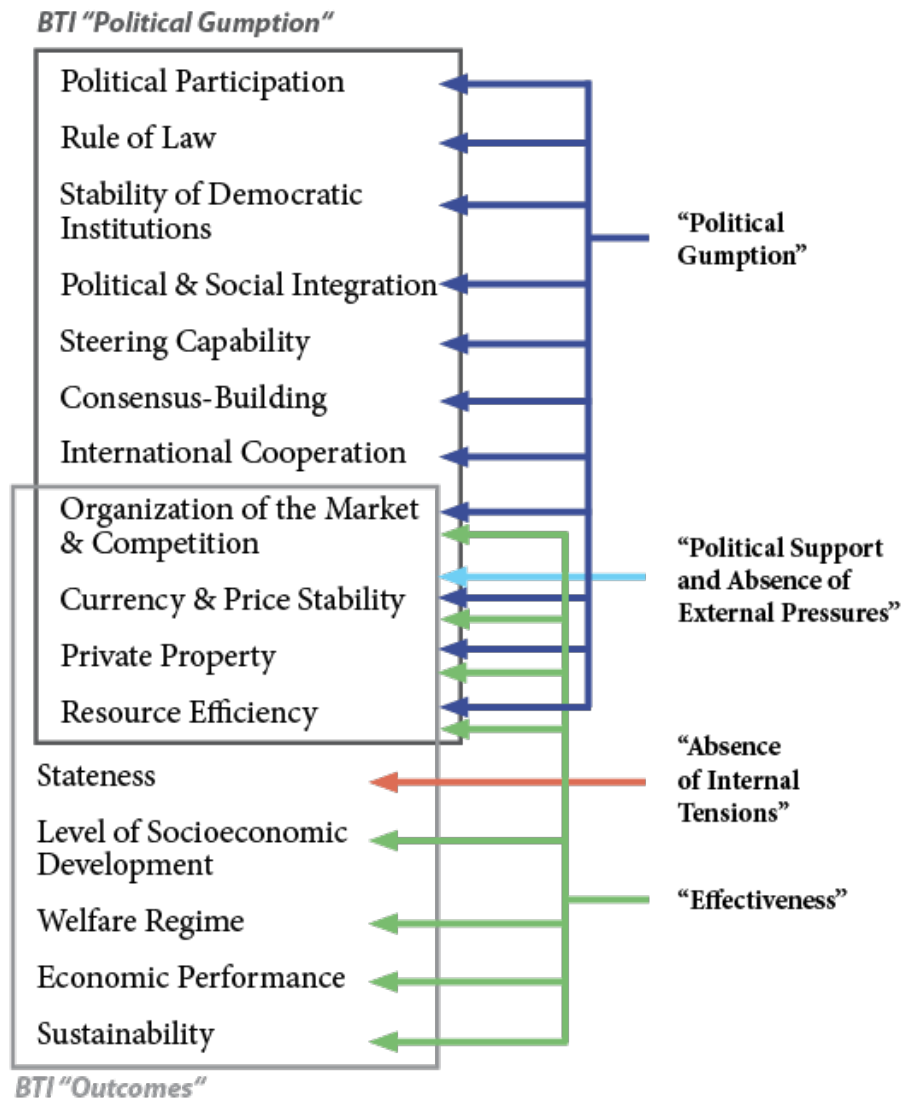 BTI “Political Gumption“
Political Participation
Rule of Law
Stability of Democratic
Institutions
Political & Social Integration
Steering Capability
Consensus-Building
International Cooperation
Organization of the Market
& Competition
Currency & Price Stability
Private Property
Resource Efficiency
Stateness
Level of Socioeconomic
Development
Welfare Regime
Economic Performance
Sustainability
BTI “Outcomes“
“Political
Gumption”
“Political Support
and Absence of
External Pressures”
“Absence
of Internal
Tensions”
“Effectiveness”